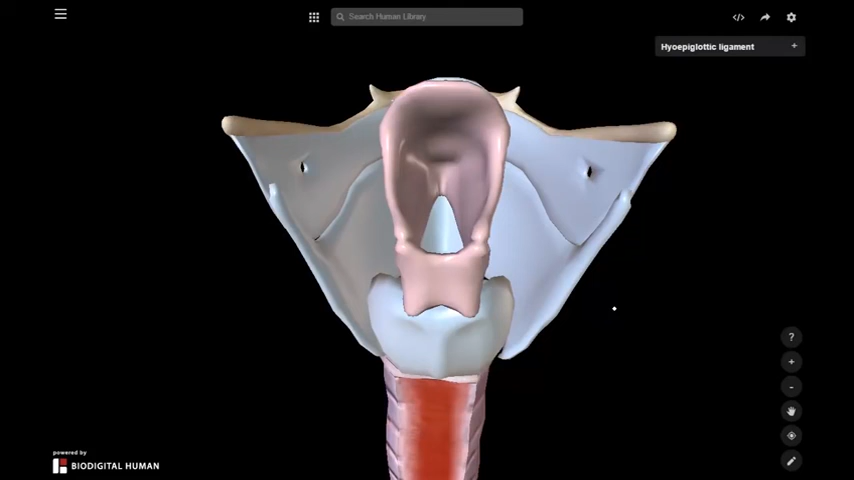 Search Human Library
</>
Hyoepiglottic ligament +
?
+
-
powered by
BIODIGITAL HUMAN